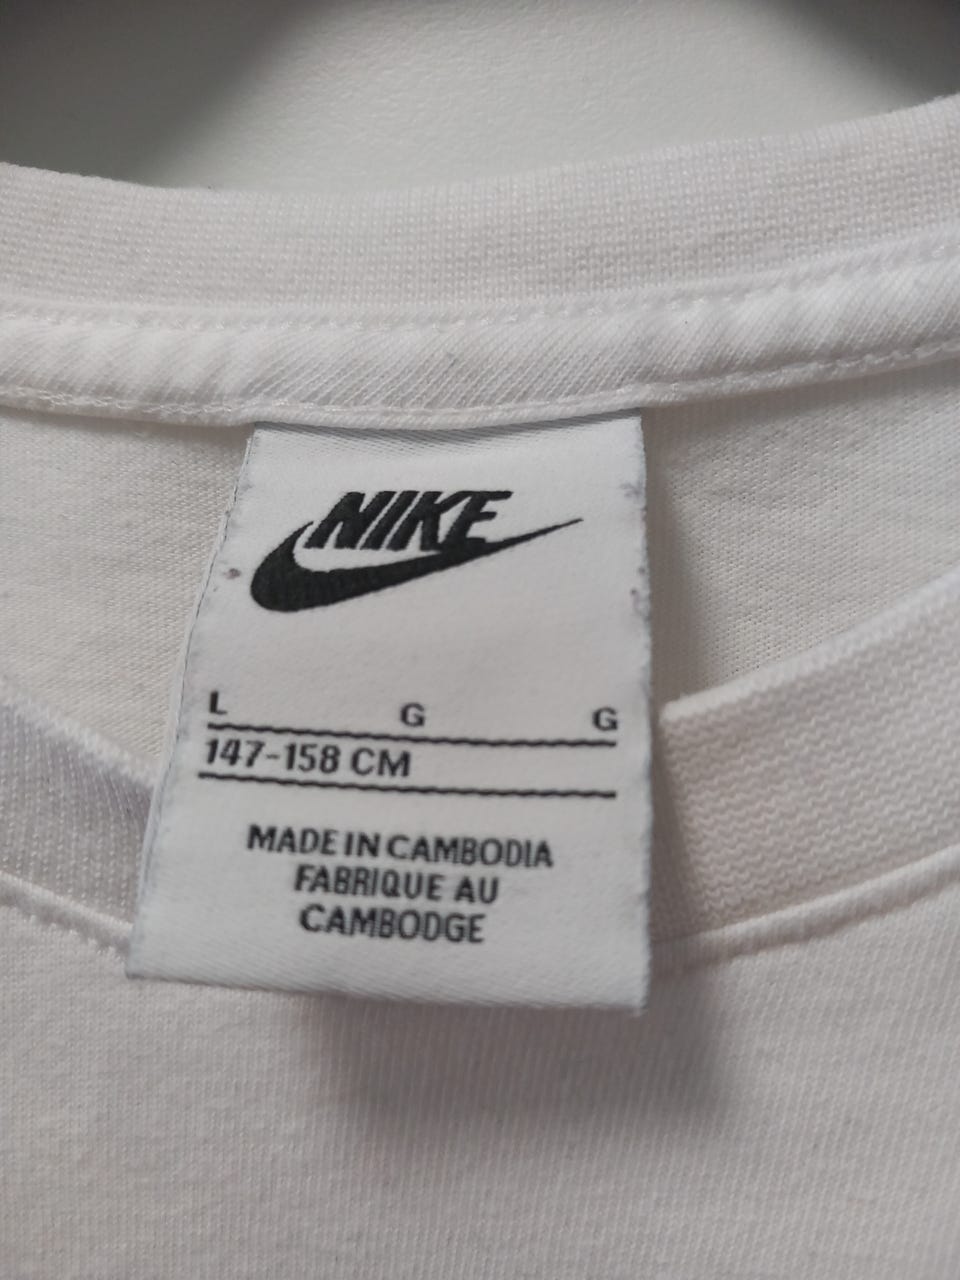 NIKE
L G G
147-158 CM
MADE IN CAMBODIA
FABRIQUE AU
CAMBODGE